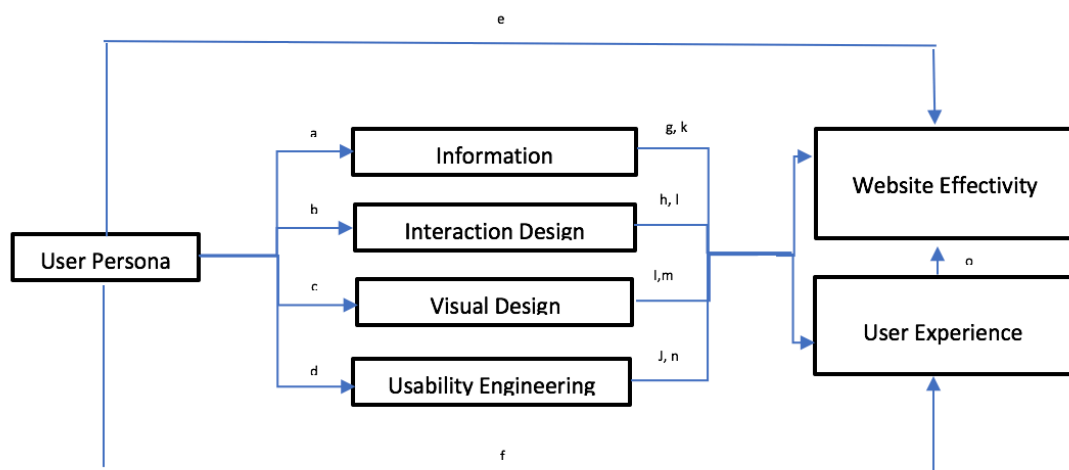 e
a
g, k
Information
Website Effectivity
b
h, l
Interaction Design
User Persona
o
c
I,m
Visual Design
User Experience
d
J, n
Usability Engineering
f